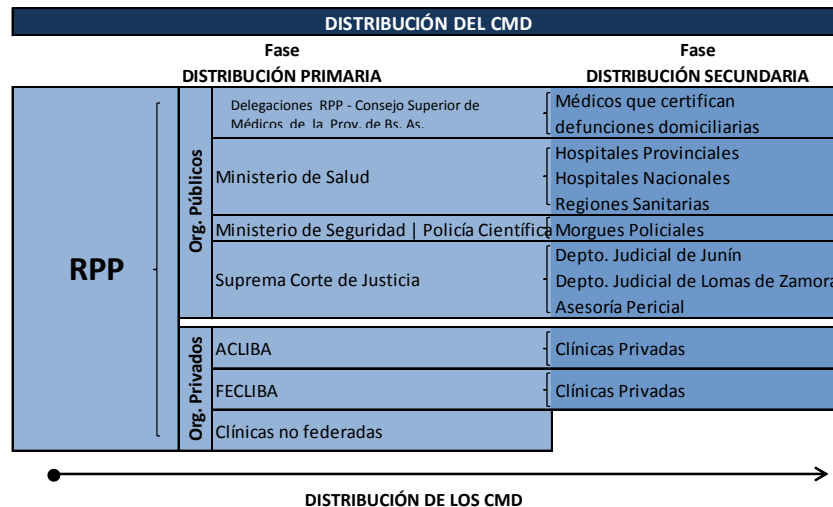 DISTRIBUCIÓN DEL CMD
Fase
DISTRIBUCIÓN PRIMARIA
Fase
DISTRIBUCIÓN SECUNDARIA
RPP
Org. Públicos
Delegaciones RPP - Consejo Superior de
Médicos de la Prov. de Bs. As.
Médicos que certifican
defunciones domiciliarias
Ministerio de Salud
Hospitales Provinciales
Hospitales Nacionales
Regiones Sanitarias
Ministerio de Seguridad | Policía Científica
Morgues Policiales
Suprema Corte de Justicia
Depto. Judicial de Junín
Depto. Judicial de Lomas de Zamora
Asesoría Pericial
Org. Privados
ACLIBA
Clínicas Privadas
FECLIBA
Clínicas Privadas
Clínicas no federadas
DISTRIBUCIÓN DE LOS CMD